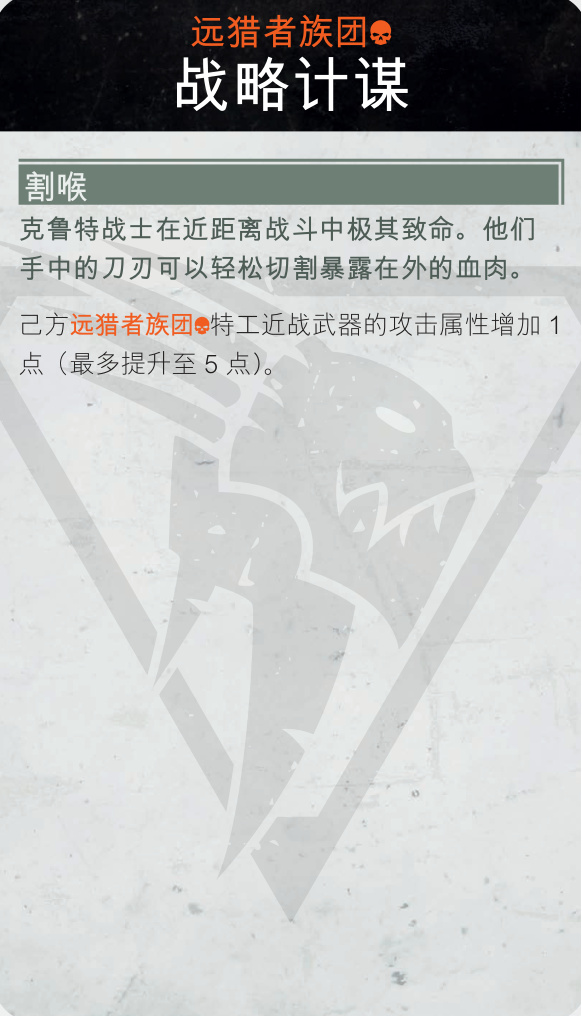 远猎者族团
战略计谋
割喉
克鲁特战士在近距离战斗中极其致命。他们
手中的刀刃可以轻松切割暴露在外的血肉。
己方远猎者族团特工近战武器的攻击属性增加 1
点（最多提升至 5 点）。